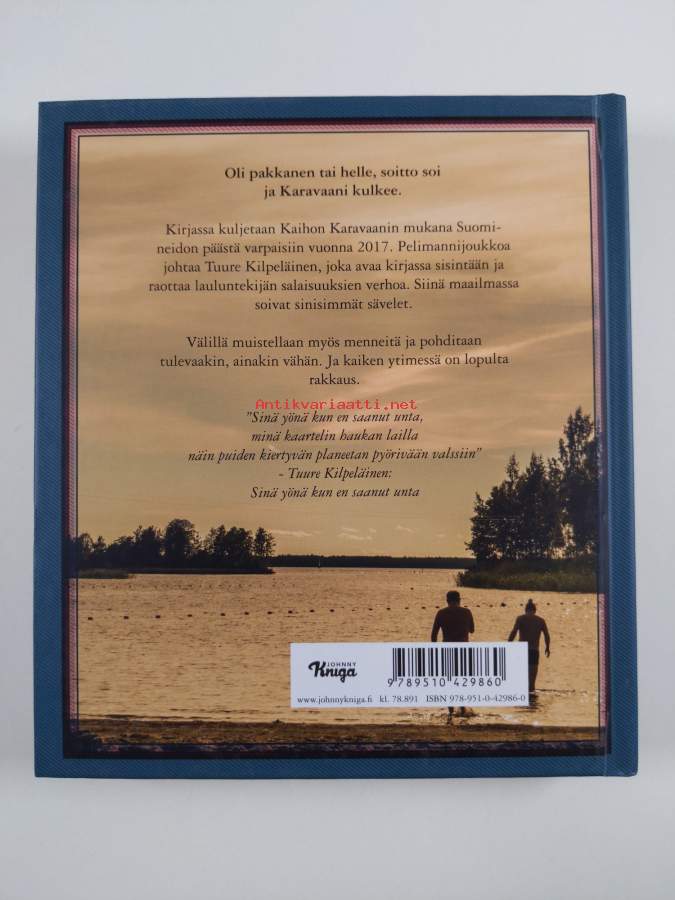 Oli pakkanen tai helle, soitto soi
ja Karavaani kulkee.
Kirjassa kuljetaan Kaihon Karavaanin mukana Suomi-
neidon päästä varpaisiin vuonna 2017. Pelimannijoukkoa
johtaa Tuure Kilpeläinen, joka avaa kirjassa sisintään ja
raottaa lauluntekijän salaisuuksien verhoa. Siinä maailmassa
soivat sinisimmät sävelet.
Välillä muistellaan myös menneitä ja pohditaan
tulevaakin, ainakin vähän. Ja kaiken ytimessä on lopulta
rakkaus.
Antikvariaatti.net
"Sinä yönä kun en saanut unta,
minä kaartelin haukan lailla
näin puiden kiertyvän planeetan pyörivään valssiin"
- Tuure Kilpeläinen:
Sinä yönä kun en saanut unta
JOHNNY
Kniga
9 789510 429860
www.johnnykniga.fi kl. 78.891 ISBN 978-951-0-42986-0